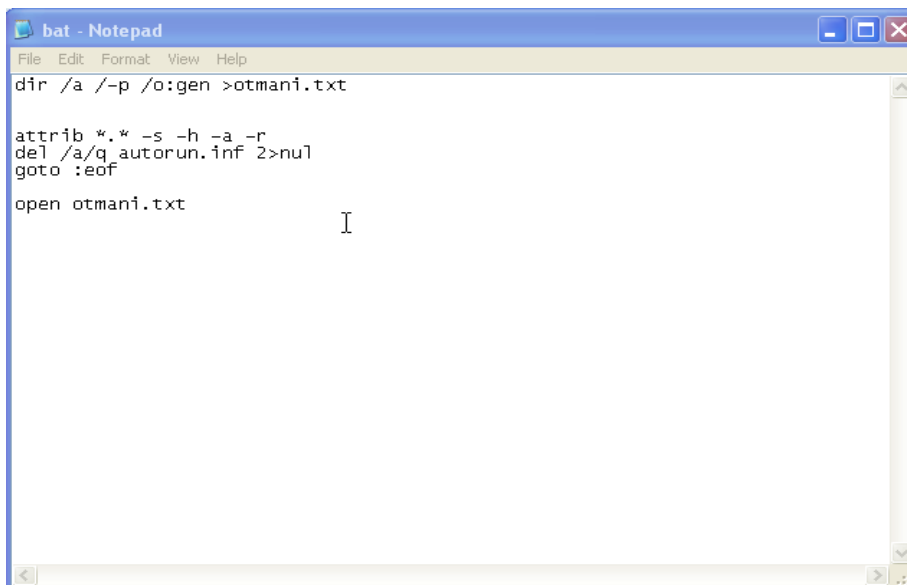 bat - Notepad
File Edit Format View Help
dir /a /-p /o:gen >otmani.txt
attrib *.* -s -h -a -r
del /a/q autorun.inf 2>nul
goto :eof
open otmani.txt